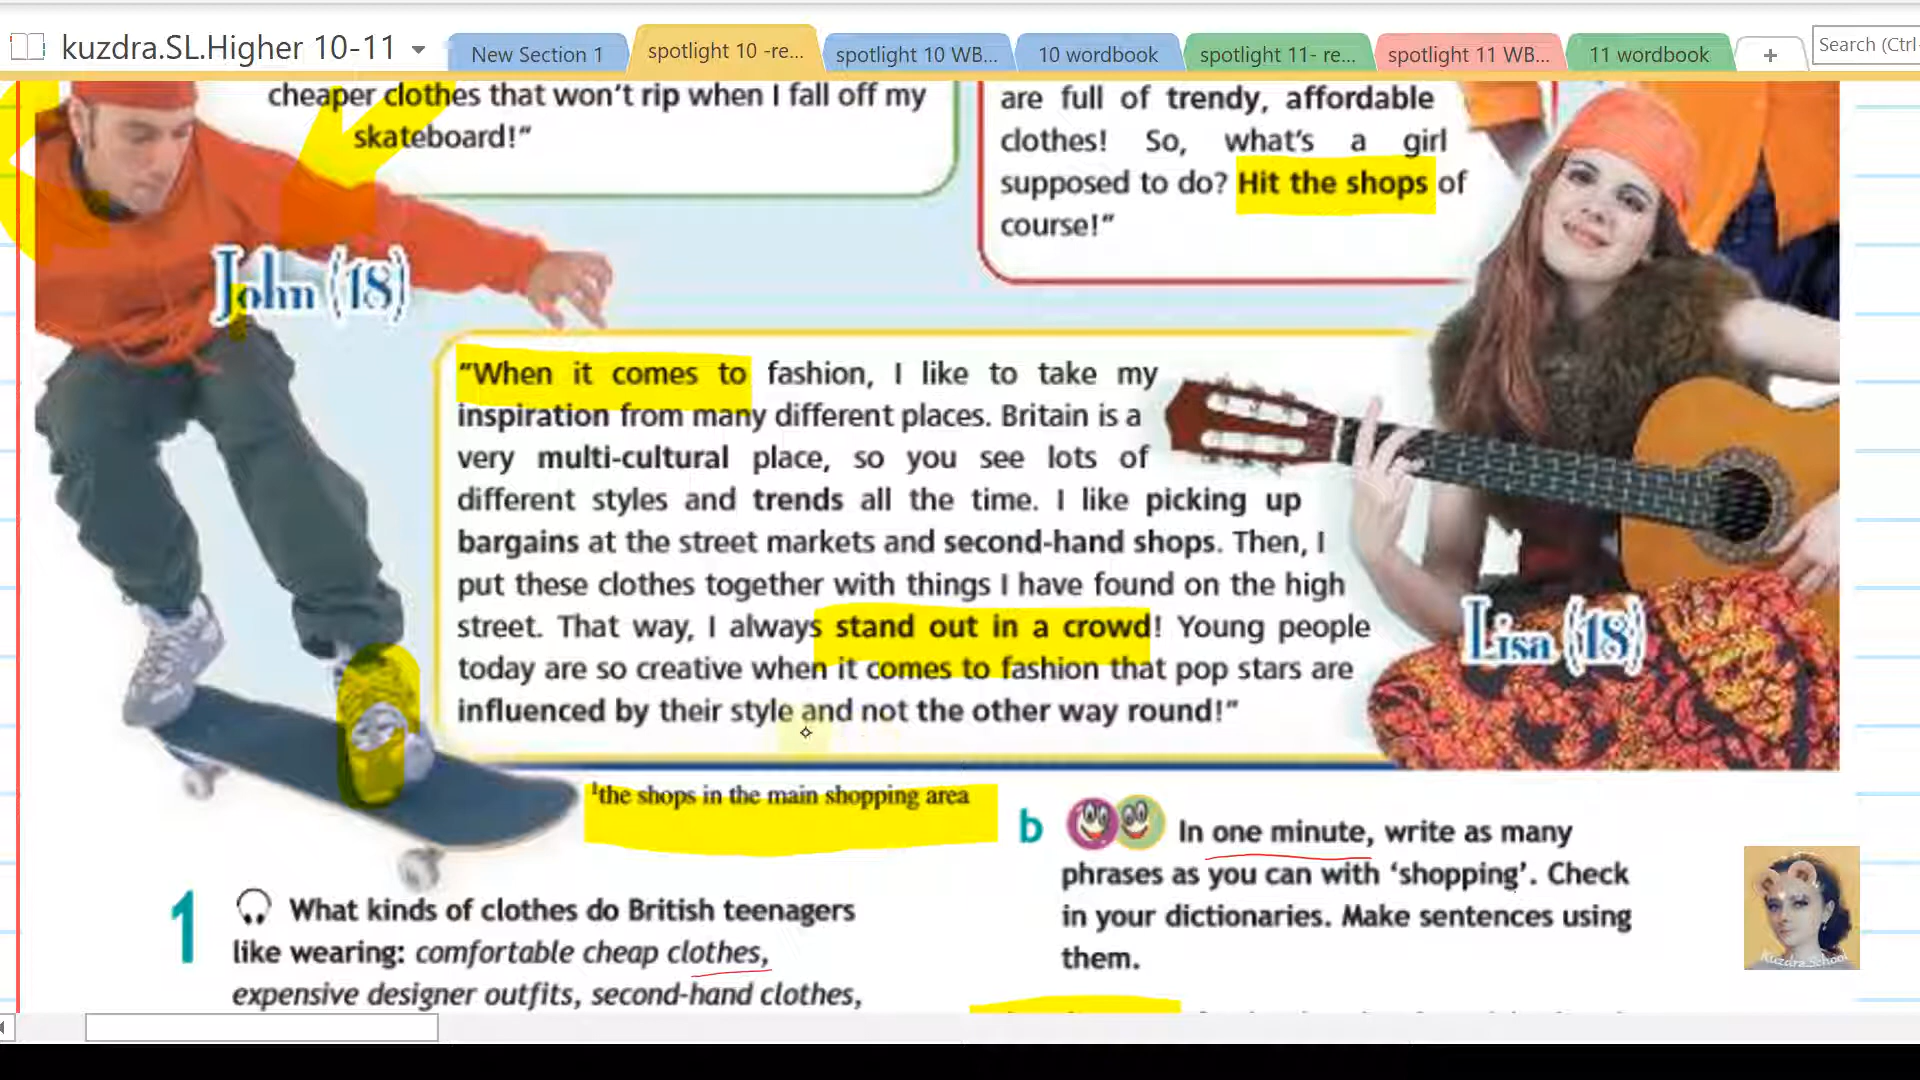 kuzdra.SL.Higher 10-11
New Section 1
spotlight 10 -re...
spotlight 10 WB...
10 wordbook
spotlight 11- re...
spotlight 11 WB...
11 wordbook
+
Search (Ctrl-
cheaper clothes that won't rip when I fall off my
skateboard!"
are full of trendy, affordable
clothes! So, what's a girl
supposed to do? Hit the shops of
course!"
John (18)
"When it comes to fashion, I like to take my
inspiration from many different places. Britain is a
very multi-cultural place, so you see lots of
different styles and trends all the time. I like picking up
bargains at the street markets and second-hand shops. Then, I
put these clothes together with things I have found on the high
street. That way, I always stand out in a crowd! Young people
today are so creative when it comes to fashion that pop stars are
influenced by their style and not the other way round!"
Lisa (18)
1the shops in the main shopping area
1 What kinds of clothes do British teenagers
like wearing: comfortable cheap clothes,
expensive designer outfits, second-hand clothes,
b In one minute, write as many
phrases as you can with 'shopping'. Check
in your dictionaries. Make sentences using
them.
Kuzdra.School